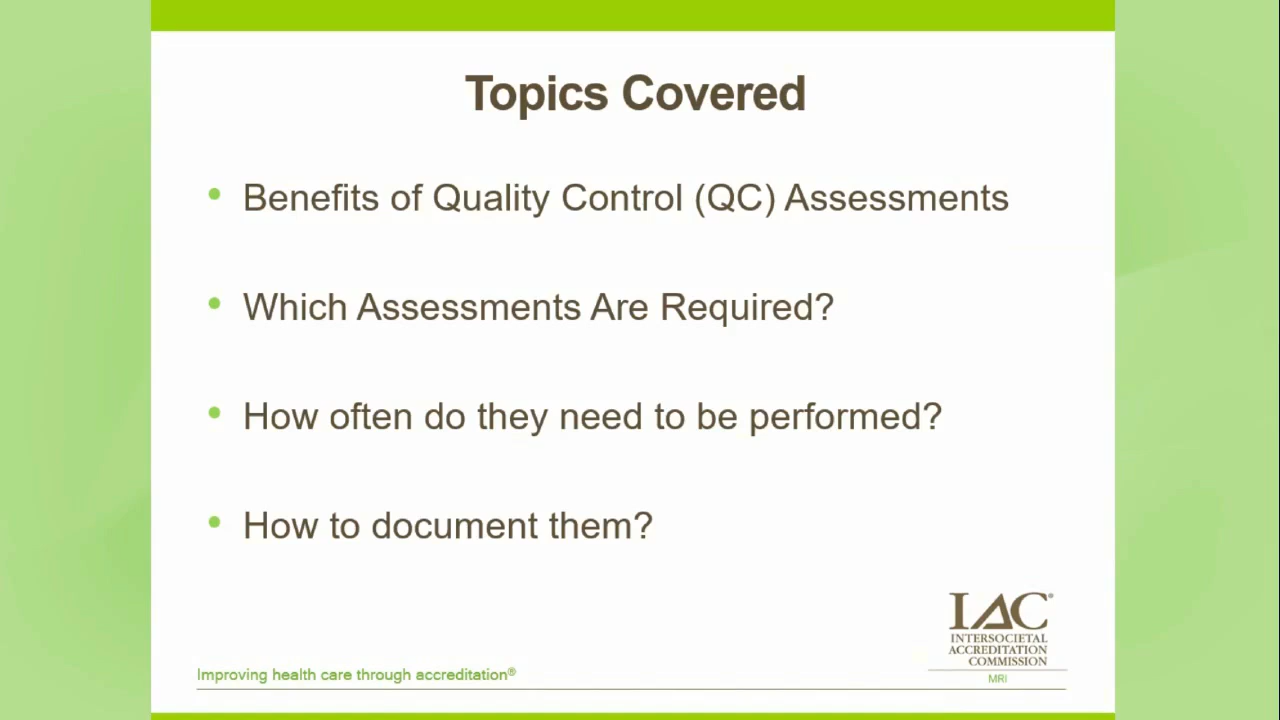 Topics Covered
• Benefits of Quality Control (QC) Assessments
• Which Assessments Are Required?
• How often do they need to be performed?
• How to document them?
IAC®
INTERSOCIETAL
ACCREDITATION
COMMISSION
MRI
Improving health care through accreditation®